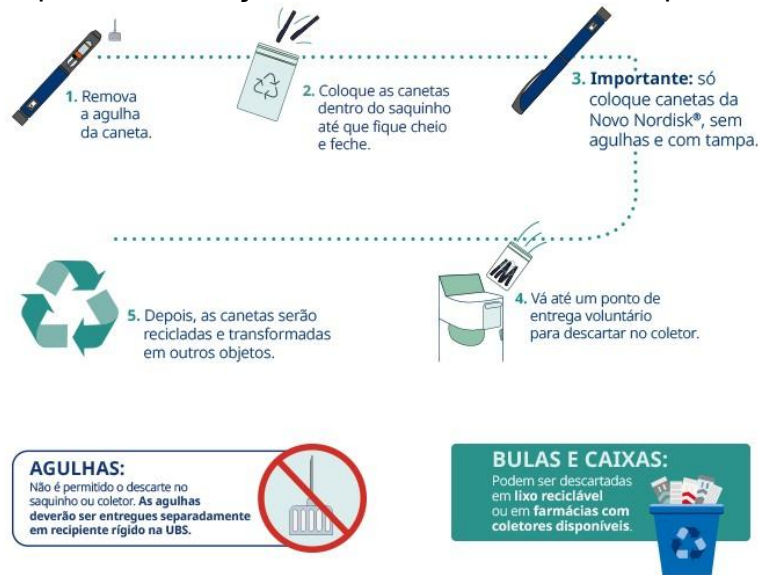 1. Remova
a agulha
da caneta.
2. Coloque as canetas
dentro do saquinho
até que fique cheio
e feche.
3. Importante: só
coloque canetas da
Novo Nordisk®, sem
agulhas e com tampa.
4. Vá até um ponto de
entrega voluntário
para descartar no coletor.
5. Depois, as canetas serão
recicladas e transformadas
em outros objetos.
AGULHAS:
Não é permitido o descarte no
saquinho ou coletor. As agulhas
deverão ser entregues separadamente
em recipiente rígido na UBS.
BULAS E CAIXAS:
Podem ser descartadas
em lixo reciclável
ou em farmácias com
coletores disponíveis.